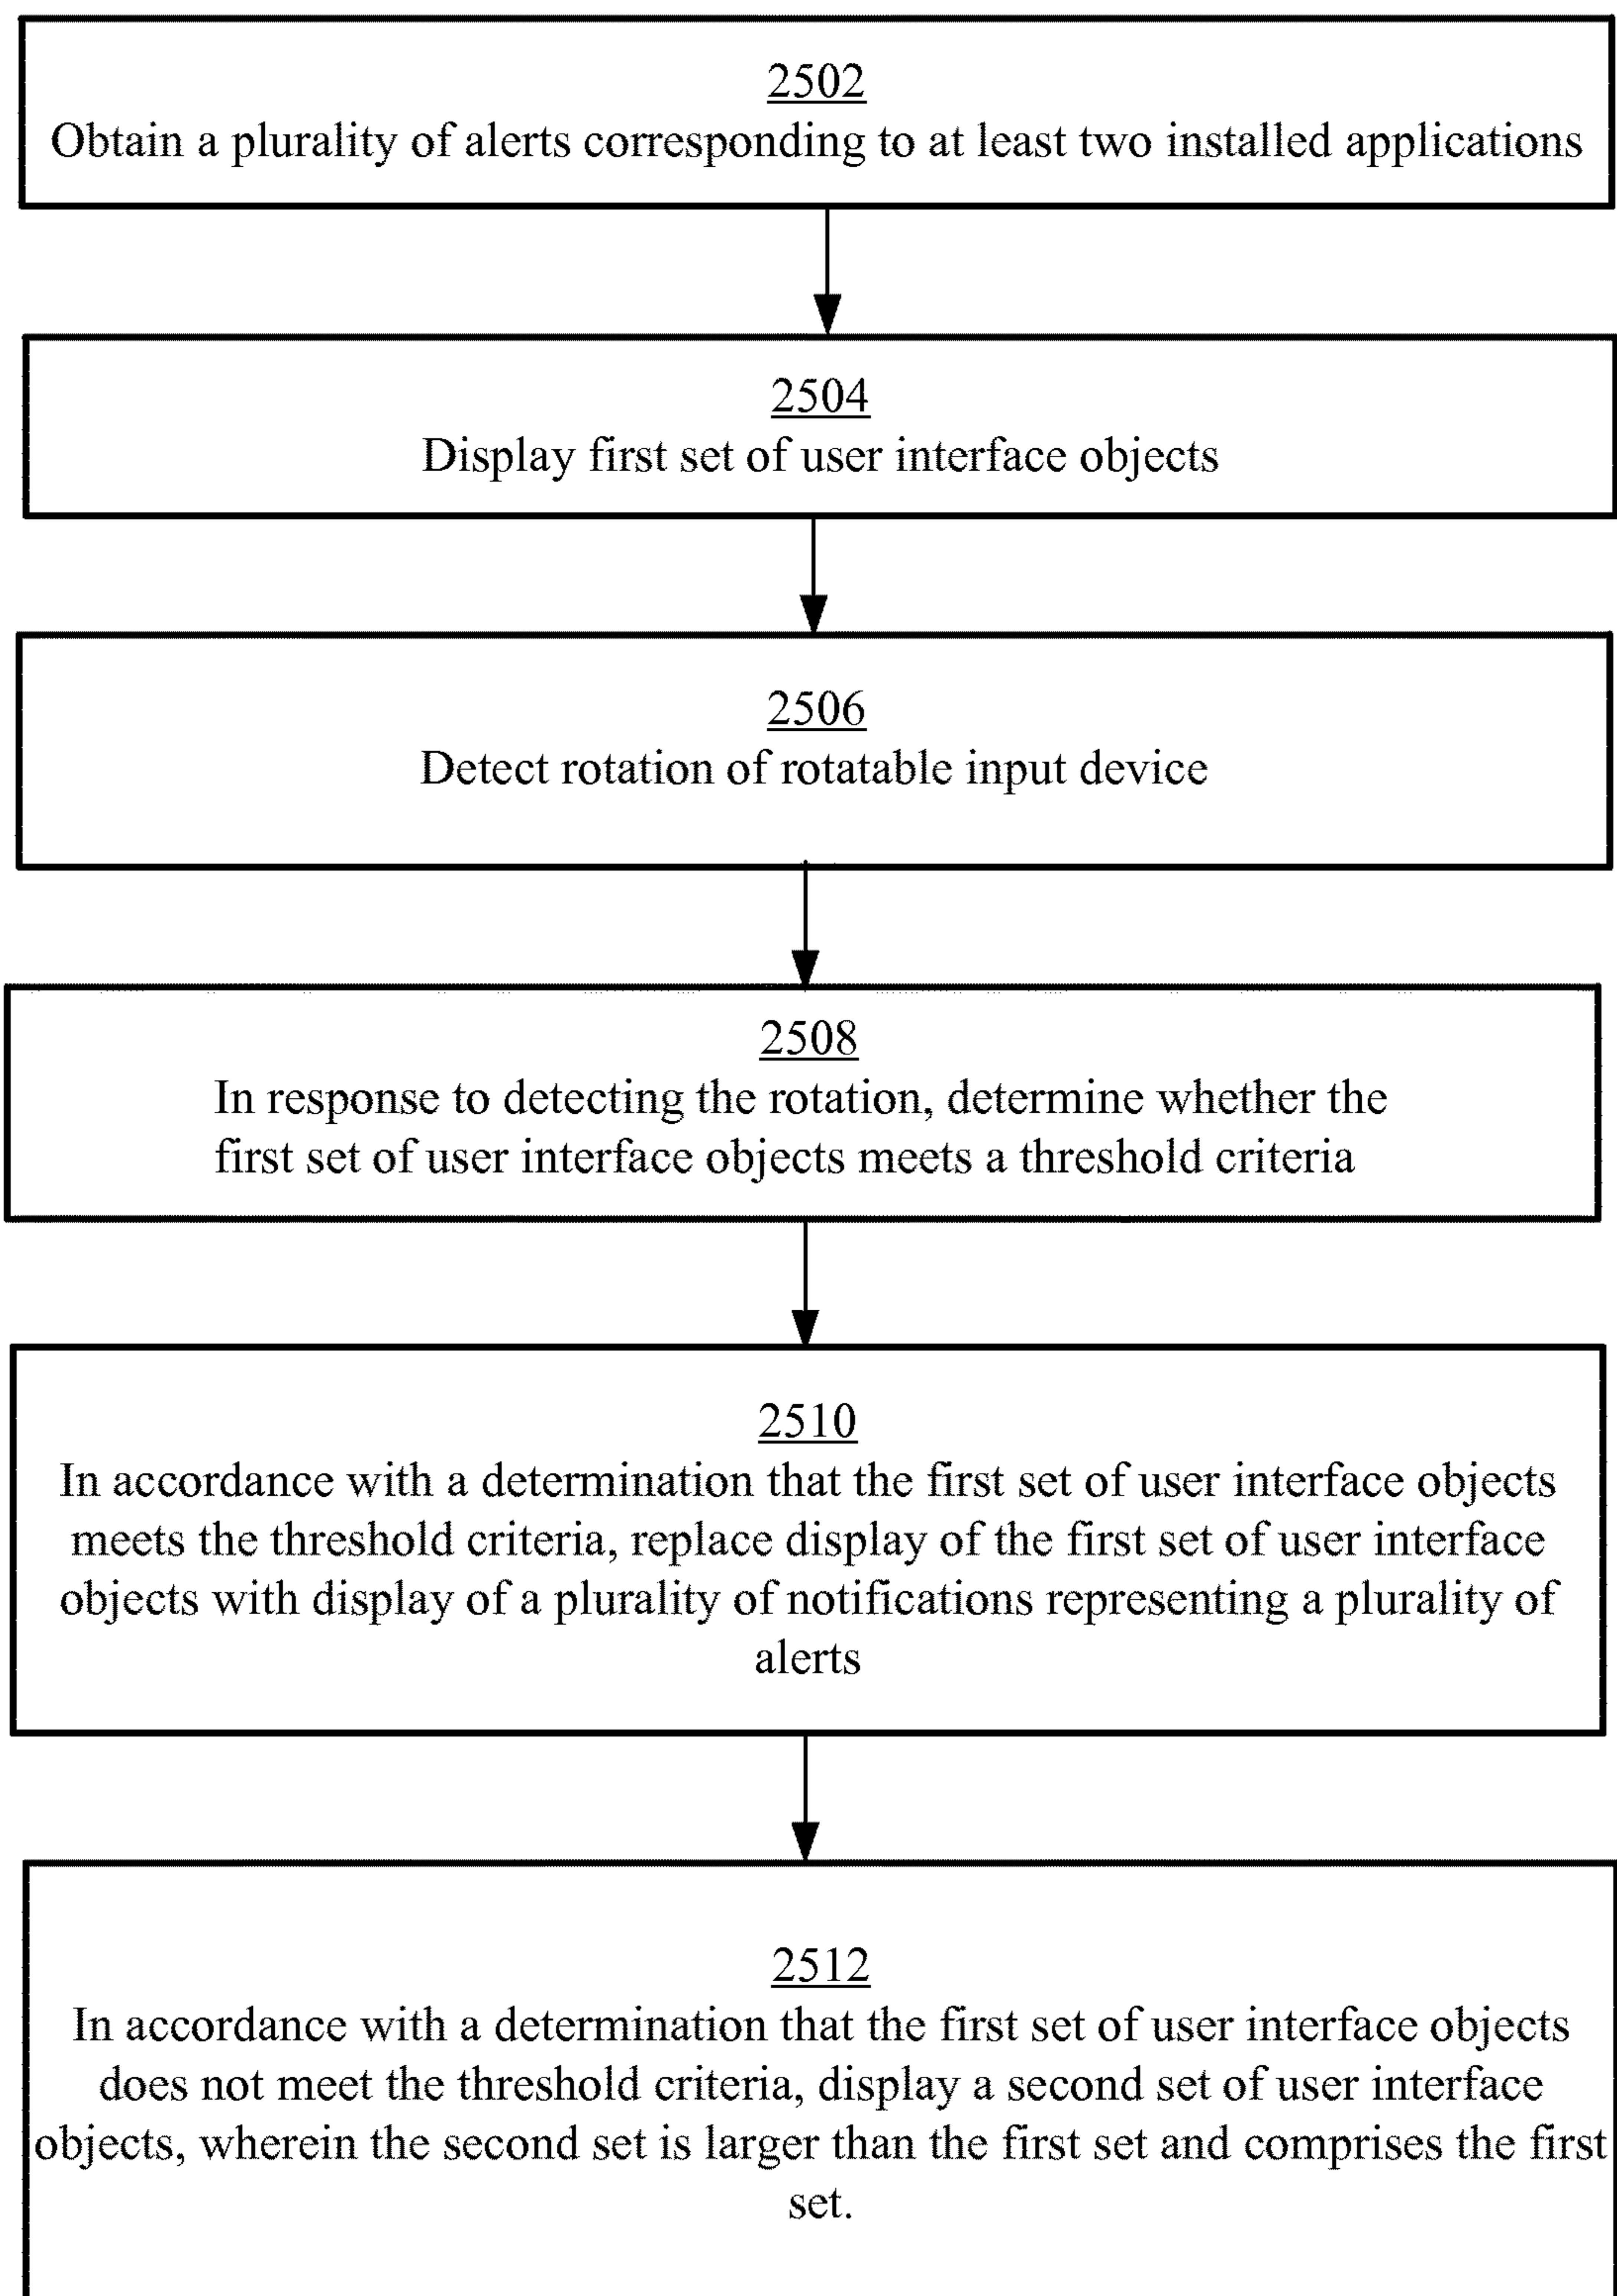 2502
Obtain a plurality of alerts corresponding to at least two installed applications
2504
Display first set of user interface objects
2506
Detect rotation of rotatable input device
2508
In response to detecting the rotation, determine whether the
first set of user interface objects meets a threshold criteria
2510
In accordance with a determination that the first set of user interface objects
meets the threshold criteria, replace display of the first set of user interface
objects with display of a plurality of notifications representing a plurality of
alerts
2512
In accordance with a determination that the first set of user interface objects
does not meet the threshold criteria, display a second set of user interface
objects, wherein the second set is larger than the first set and comprises the first
set.